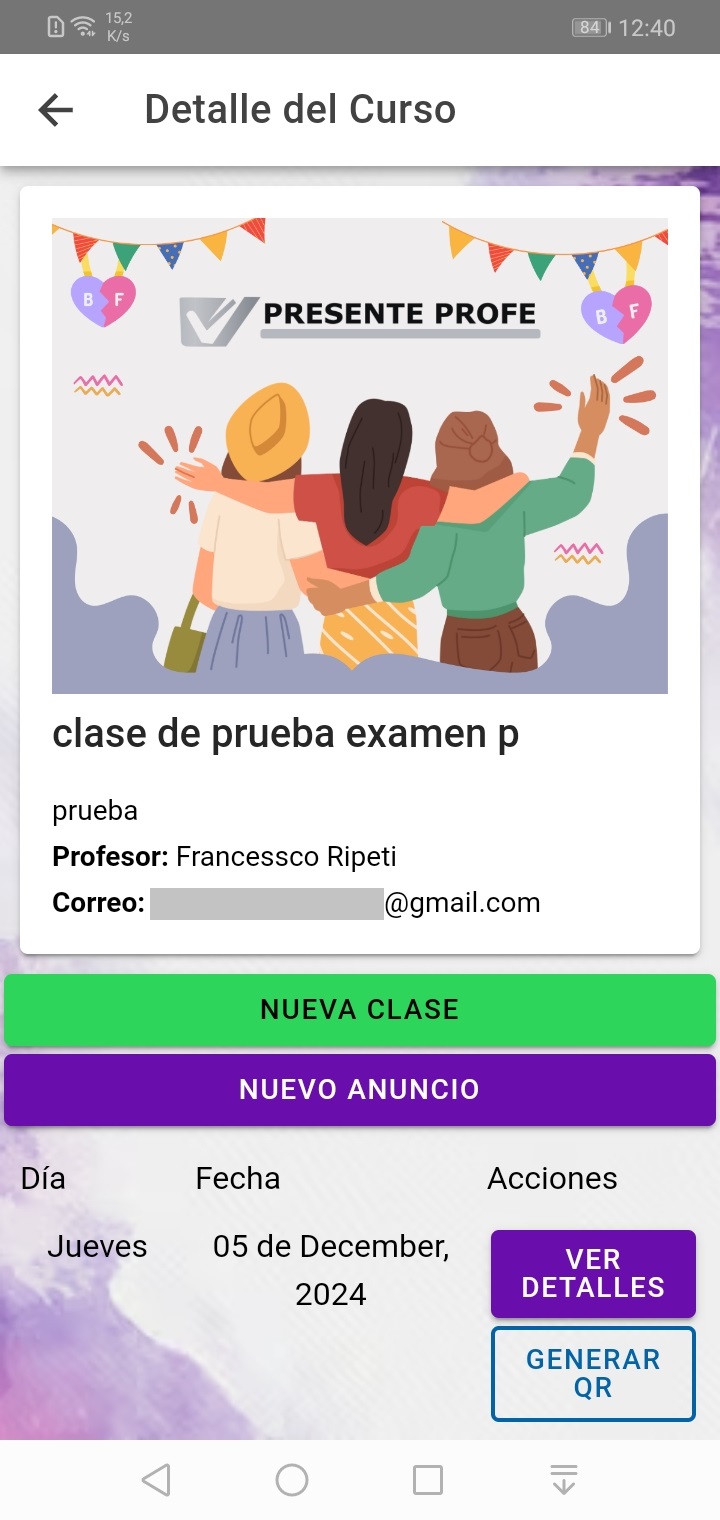 15,2
K/s
84
12:40
Detalle del Curso
B F
B F
PRESENTE PROFE
clase de prueba examen p
prueba
Profesor: Francessco Ripeti
Correo: @gmail.com
NUEVA CLASE
NUEVO ANUNCIO
Día Fecha Acciones
Jueves 05 de December,
2024
VER
DETALLES
GENERAR
QR